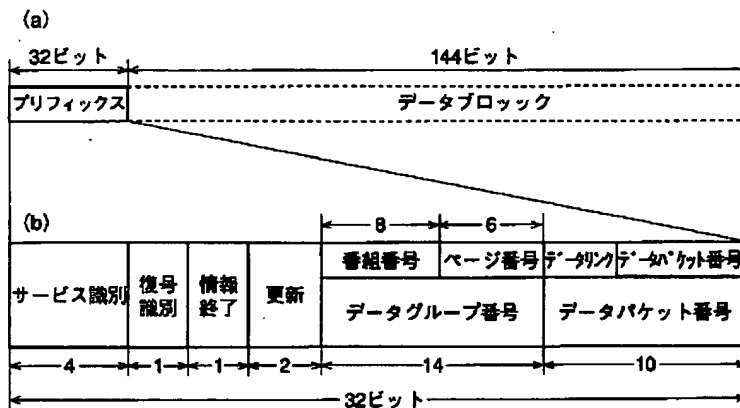 (a)
32ビット
144ビット
プリフィックス
データブロック
(b)
8
6
サービス識別
復号
識別
情報
終了
更新
番組番号
ページ番号
データリンク
データパケット番号
データグループ番号
データパケット番号
4
1
1
2
14
10
32ビット